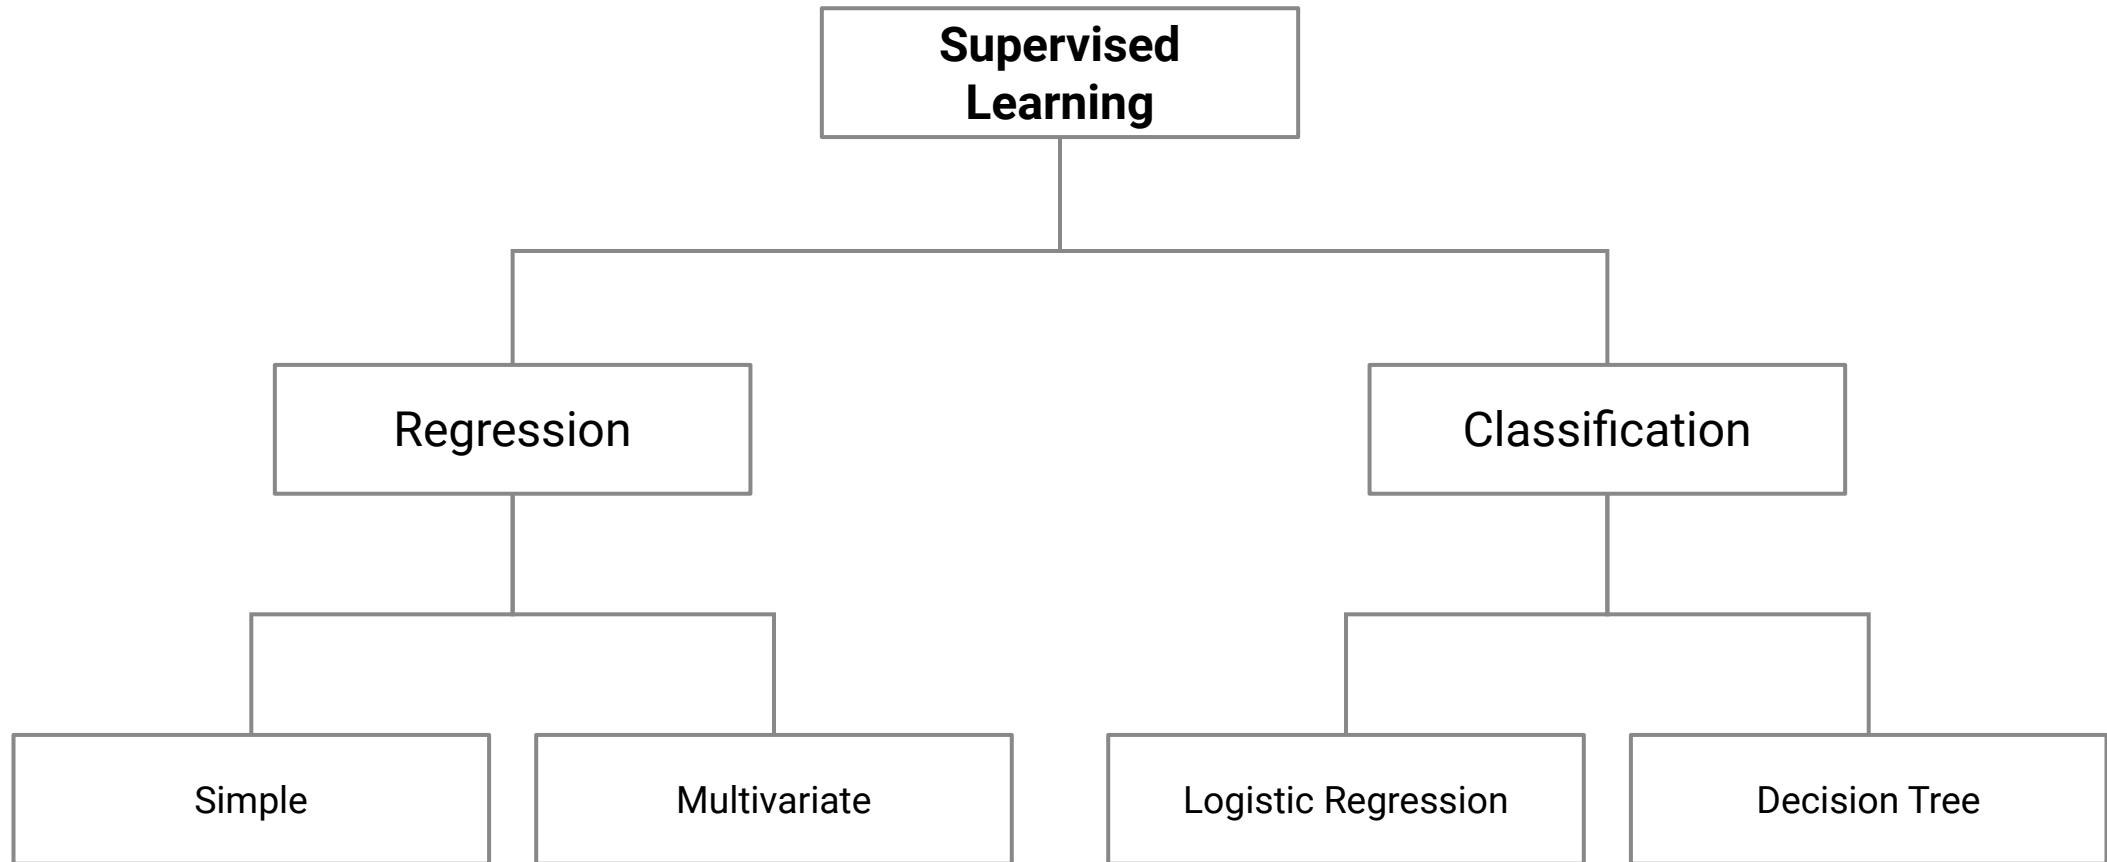 Supervised
Learning
Regression
Classification
Simple
Multivariate
Logistic Regression
Decision Tree